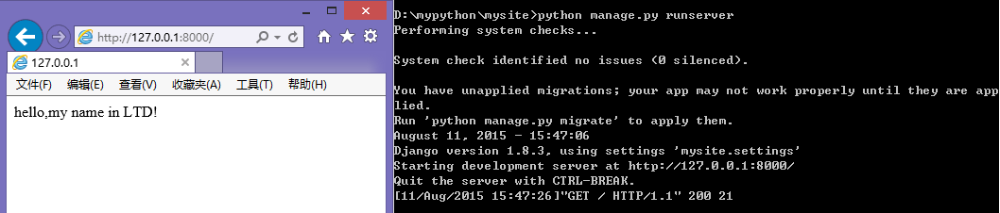 http://127.0.0.1:8000/
127.0.0.1
文件(F) 编辑(E) 查看(V) 收藏夹(A) 工具(T) 帮助(H)
hello,my name in LTD!
D:\mypython\mysite>python manage.py runserver
Performing system checks...
System check identified no issues (0 silenced).
You have unapplied migrations; your app may not work properly until they are app
lied.
Run 'python manage.py migrate' to apply them.
August 11, 2015 - 15:47:06
Django version 1.8.3, using settings 'mysite.settings'
Starting development server at http://127.0.0.1:8000/
Quit the server with CTRL-BREAK.
[11/Aug/2015 15:47:26]"GET / HTTP/1.1" 200 21